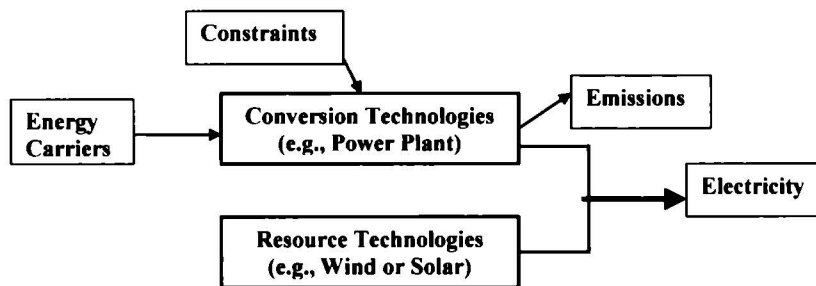 Constraints
Emissions
Energy
Carriers
Conversion Technologies
(e.g., Power Plant)
Electricity
Resource Technologies
(e.g., Wind or Solar)